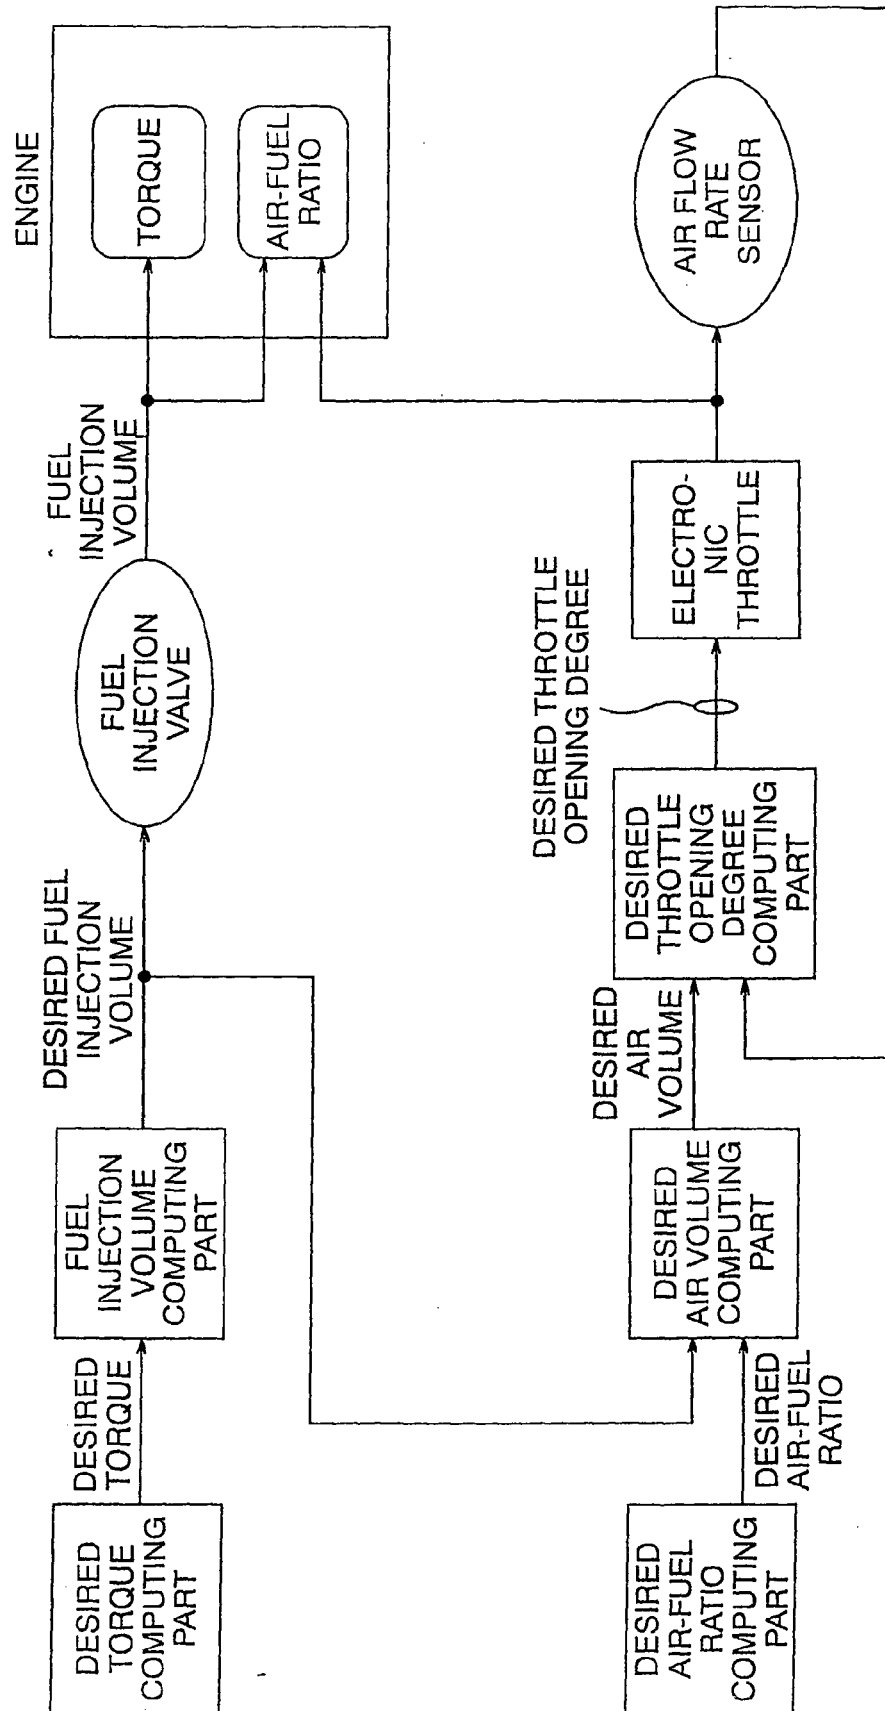 DESIRED
TORQUE
COMPUTING
PART
DESIRED
TORQUE
FUEL
INJECTION
VOLUME
COMPUTING
PART
DESIRED FUEL
INJECTION
VOLUME
FUEL
INJECTION
VALVE
FUEL
INJECTION
VOLUME
ENGINE
TORQUE
AIR-FUEL
RATIO
DESIRED
AIR-FUEL
RATIO
COMPUTING
PART
DESIRED
AIR-FUEL
RATIO
DESIRED
AIR VOLUME
COMPUTING
PART
DESIRED
AIR
VOLUME
DESIRED
THROTTLE
OPENING
DEGREE
COMPUTING
PART
DESIRED THROTTLE
OPENING DEGREE
ELECTRO-
NIC
THROTTLE
AIR FLOW
RATE
SENSOR